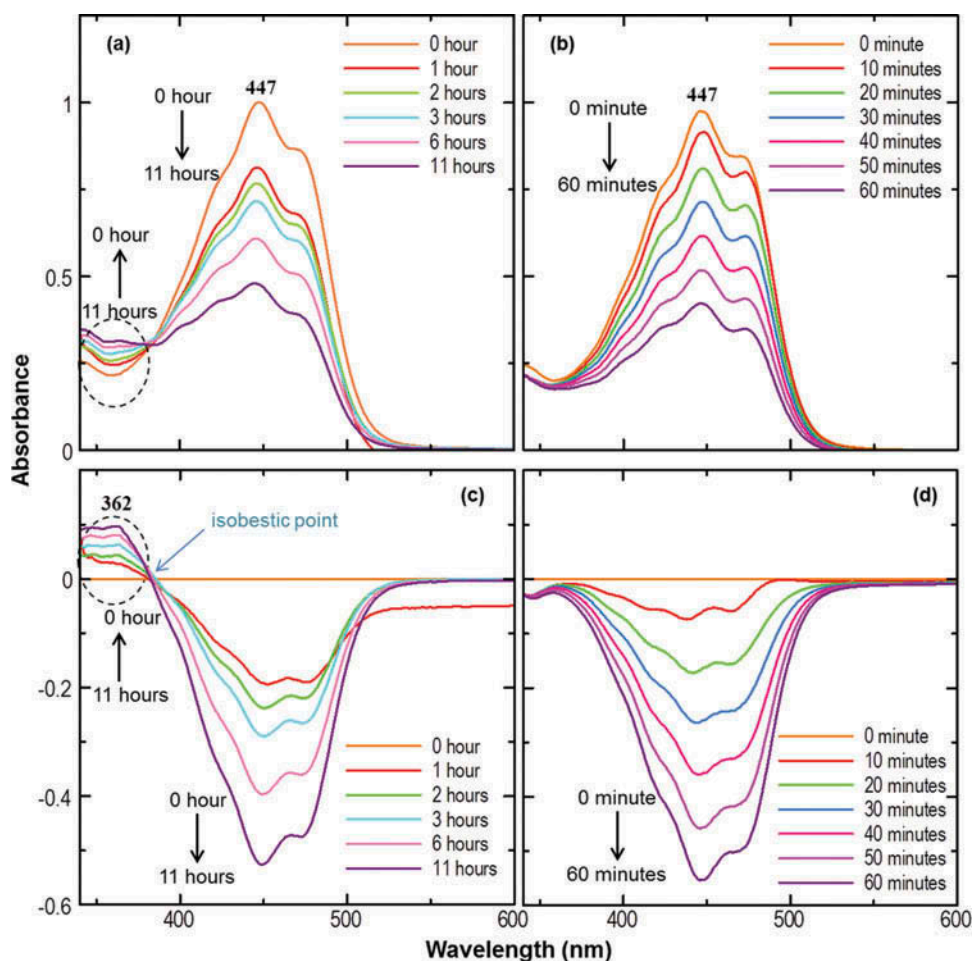 Absorbance
(a)
0 hour
1 hour
2 hours
3 hours
6 hours
11 hours
447
0 hour
11 hours
0 hour
11 hours
1
0.5
0
400
500
(b)
0 minute
10 minutes
20 minutes
30 minutes
40 minutes
50 minutes
60 minutes
447
0 minute
60 minutes
400
500
(c)
362
isobestic point
0 hour
11 hours
0 hour
11 hours
0 hour
1 hour
2 hours
3 hours
6 hours
11 hours
0
-0.2
-0.4
-0.6
400
500
600
(d)
0 minute
60 minutes
0 minute
10 minutes
20 minutes
30 minutes
40 minutes
50 minutes
60 minutes
400
500
600
Wavelength (nm)